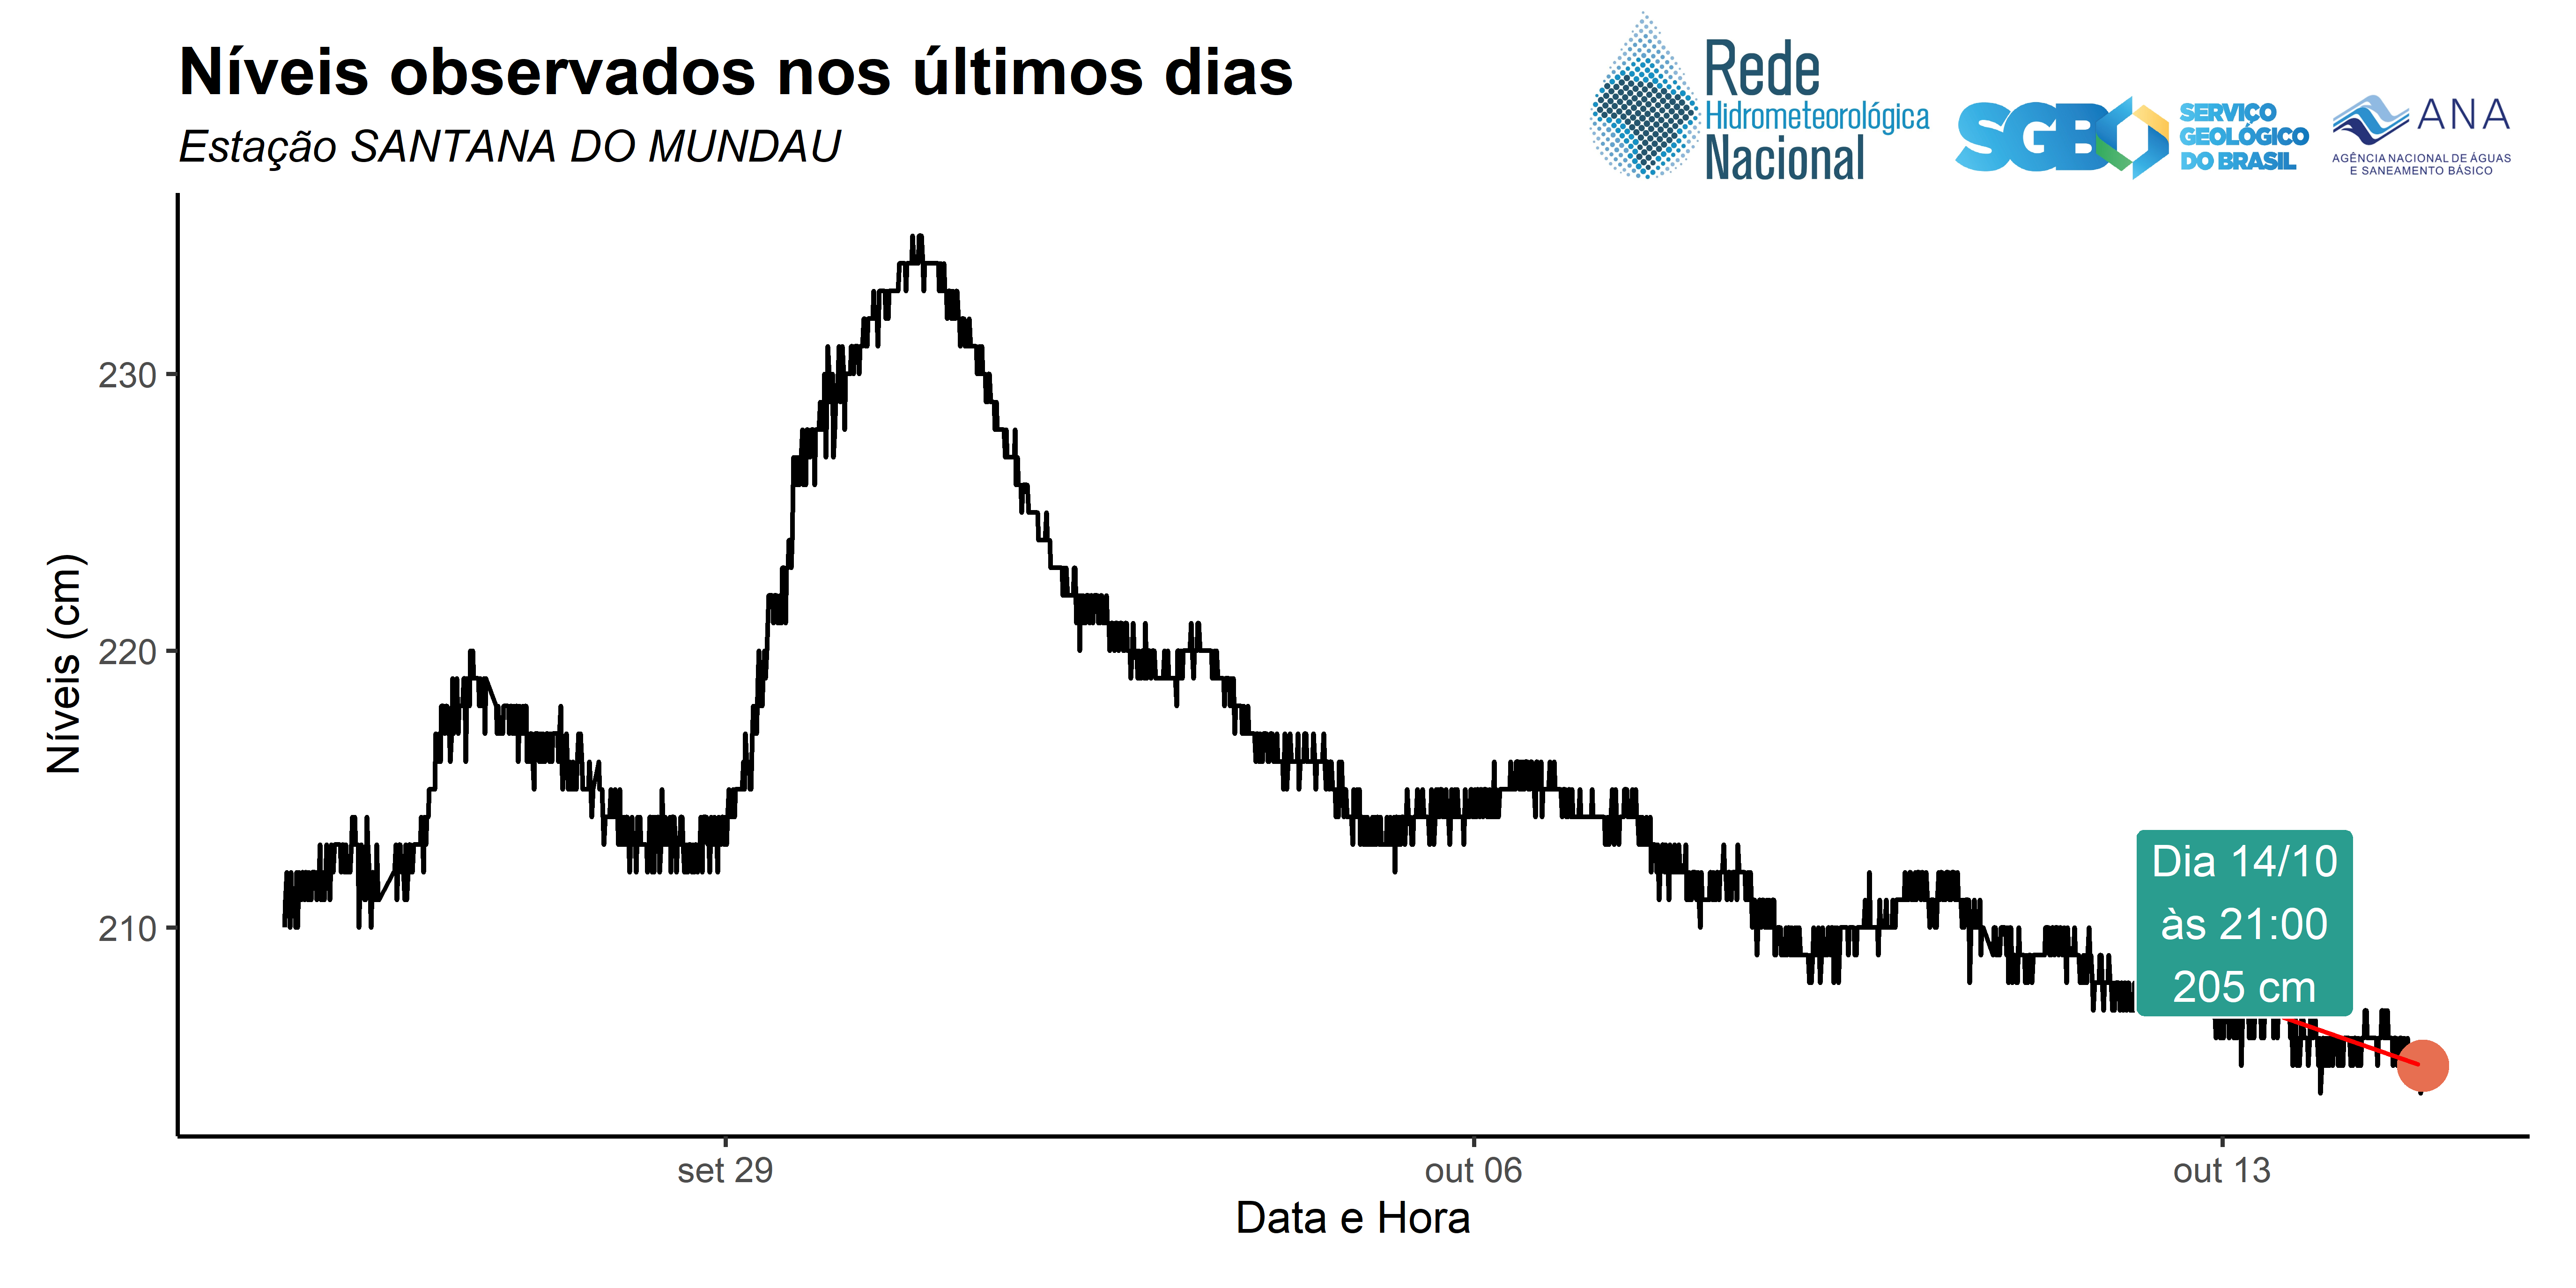 Níveis observados nos últimos dias
Estação SANTANA DO MUNDAU
Rede
Hidrometeorológica
Nacional
SGB
SERVIÇO
GEOLÓGICO
DO BRASIL
ANA
AGÊNCIA NACIONAL DE ÁGUAS
E SANEAMENTO BÁSICO
Níveis (cm)
230
220
210
Dia 14/10
às 21:00
205 cm
set 29
out 06
out 13
Data e Hora